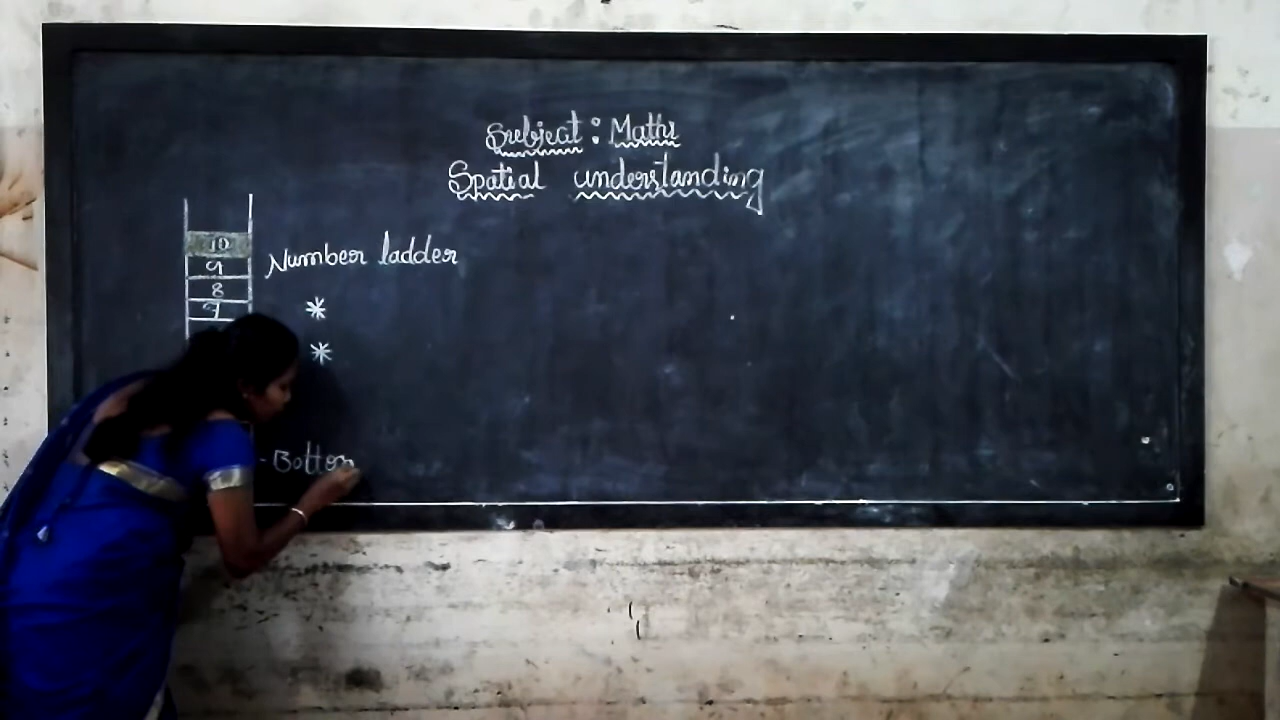 Subject : Maths
Spatial understanding
10
Number ladder
9
8
7
*
*
- Bottom